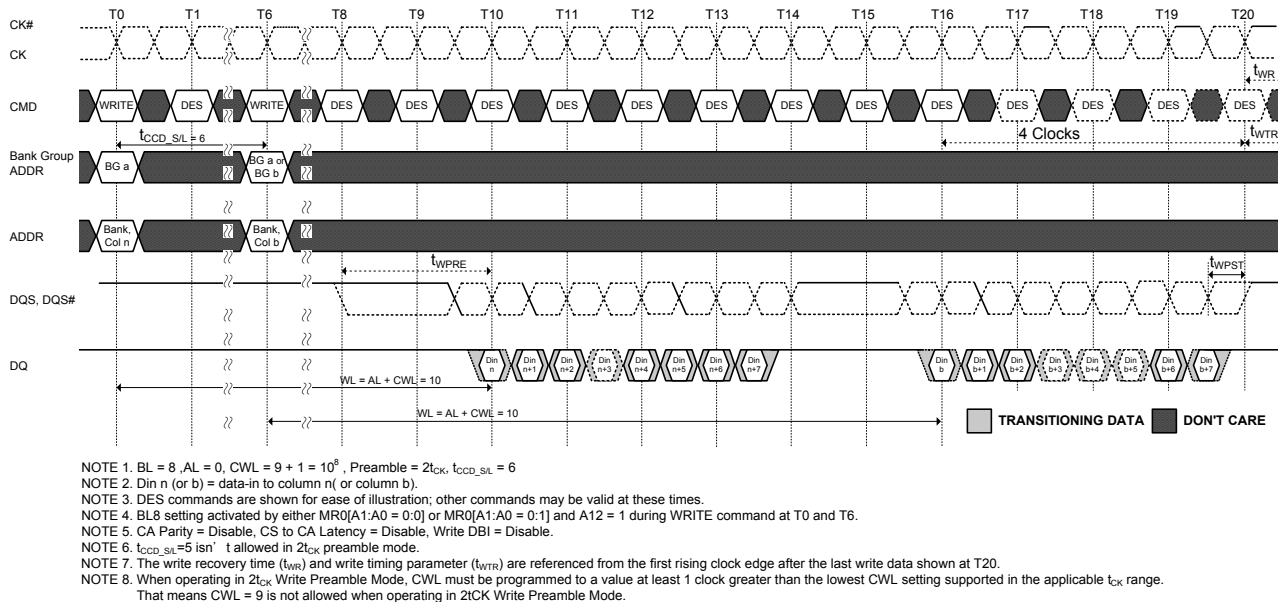 T0 T1 T6 T8 T9 T10 T11 T12 T13 T14 T15 T16 T17 T18 T19 T20
CK#
CK
tWR
CMD WRITE DES WRITE DES DES DES DES DES DES DES DES DES DES DES DES DES
tCCD_S/L = 6
4 Clocks
tWTR
Bank Group
ADDR
BG a
BG a or
BG b
ADDR
Bank,
Col n
Bank,
Col b
tWPRE
tWPST
DQS, DQS#
DQ
Din
n
Din
n+1
Din
n+2
Din
n+3
Din
n+4
Din
n+5
Din
n+6
Din
n+7
Din
b
Din
b+1
Din
b+2
Din
b+3
Din
b+4
Din
b+5
Din
b+6
Din
b+7
WL = AL + CWL = 10
WL = AL + CWL = 10
TRANSITIONING DATA DON'T CARE
NOTE 1. BL = 8 ,AL = 0, CWL = 9 + 1 = 10⁸ , Preamble = 2tCK, tCCD_S/L = 6
NOTE 2. Din n (or b) = data-in to column n( or column b).
NOTE 3. DES commands are shown for ease of illustration; other commands may be valid at these times.
NOTE 4. BL8 setting activated by either MR0[A1:A0 = 0:0] or MR0[A1:A0 = 0:1] and A12 = 1 during WRITE command at T0 and T6.
NOTE 5. CA Parity = Disable, CS to CA Latency = Disable, Write DBI = Disable.
NOTE 6. tCCD_S/L=5 isn' t allowed in 2tCK preamble mode.
NOTE 7. The write recovery time (tWR) and write timing parameter (tWTR) are referenced from the first rising clock edge after the last write data shown at T20.
NOTE 8. When operating in 2tCK Write Preamble Mode, CWL must be programmed to a value at least 1 clock greater than the lowest CWL setting supported in the applicable tCK range.
That means CWL = 9 is not allowed when operating in 2tCK Write Preamble Mode.